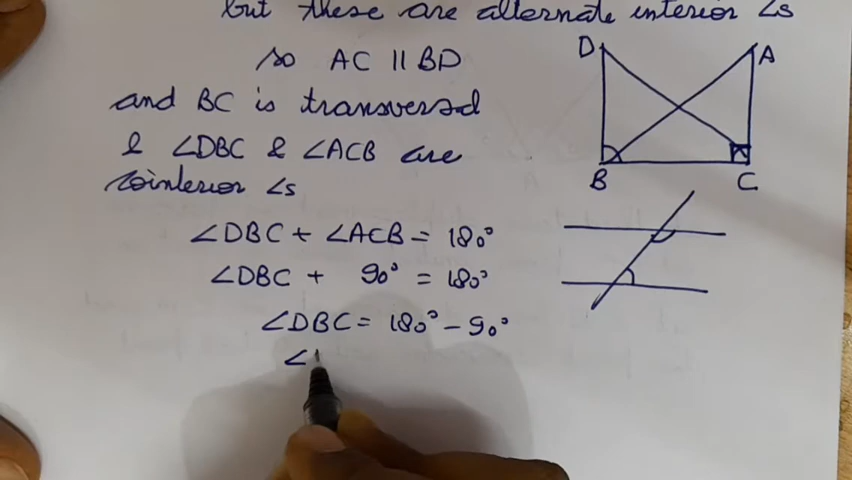 but these are alternate interior ∠s
so AC || BD
and BC is transversal
& ∠DBC & ∠ACB are
cointerior ∠s
∠DBC + ∠ACB = 180°
∠DBC + 90° = 180°
∠DBC = 180° - 90°
∠
D
A
B
C